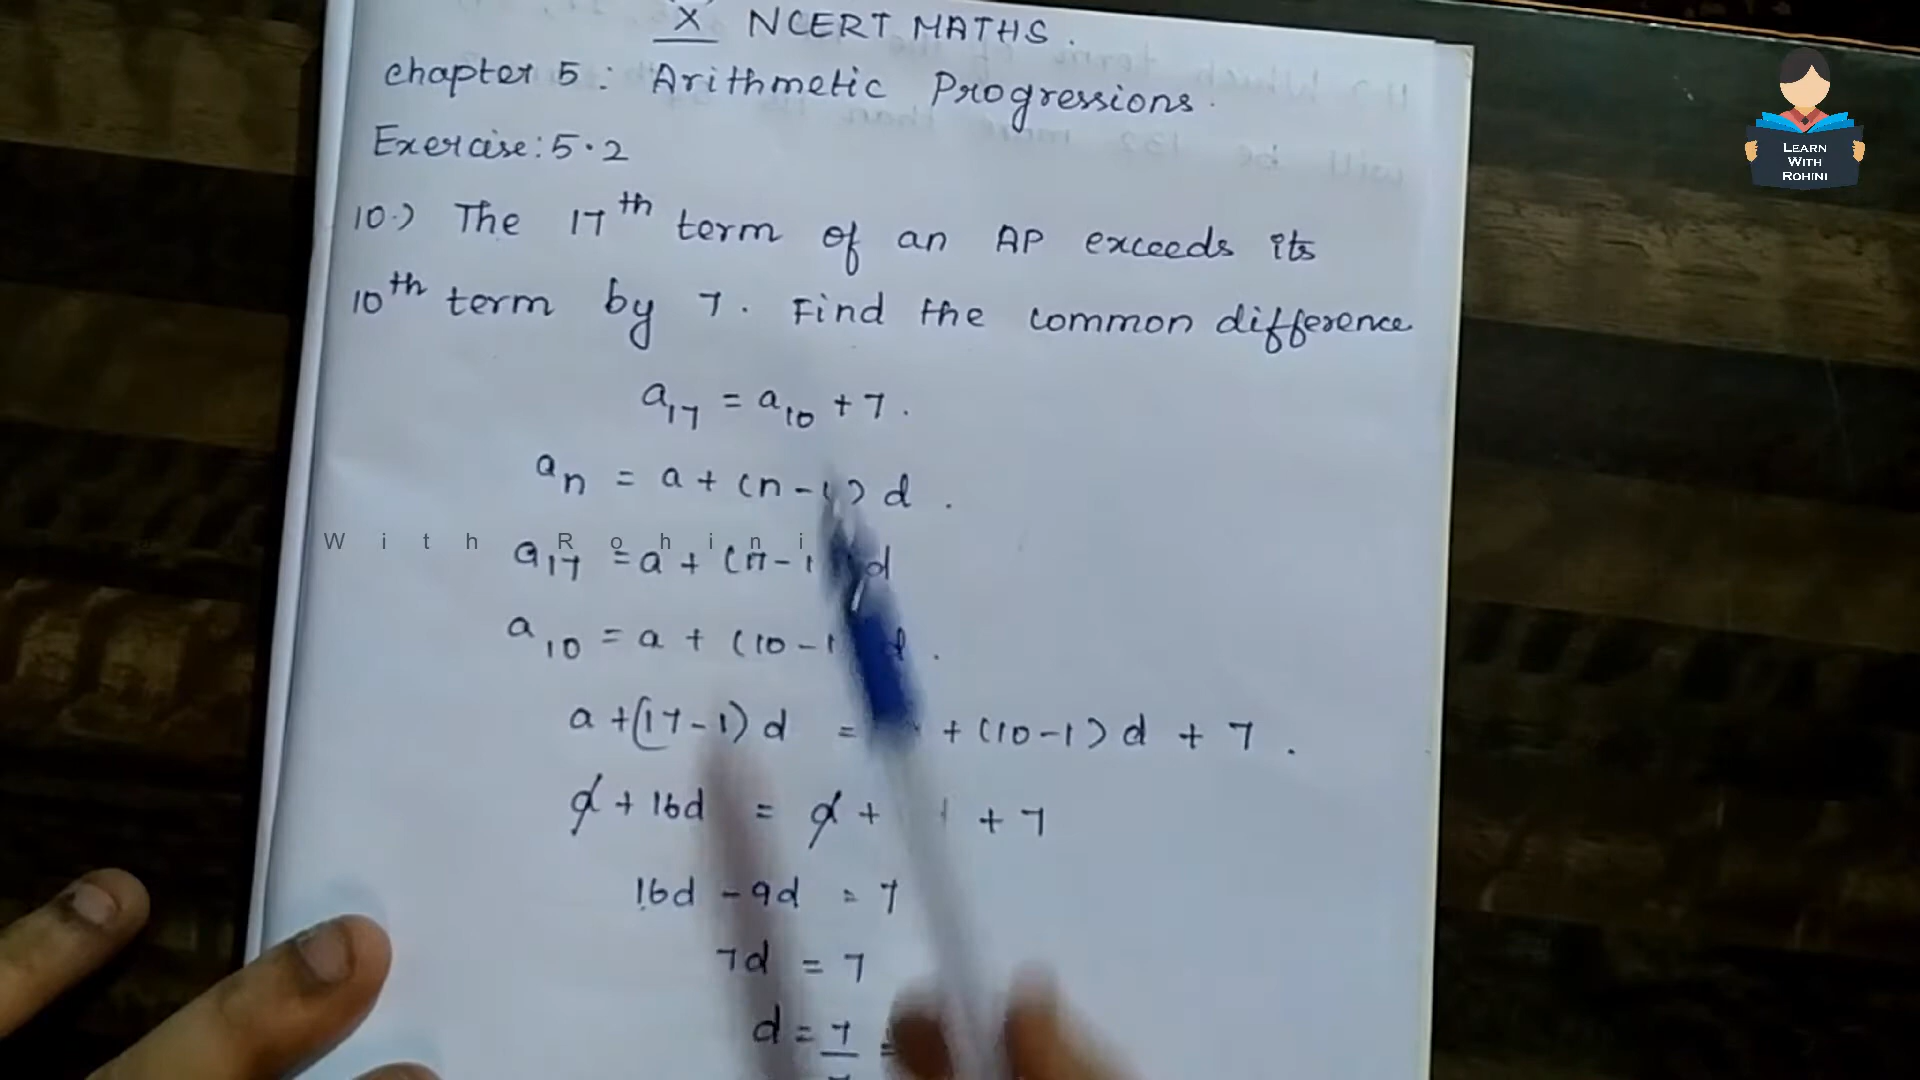 X NCERT MATHS.
Chapter 5 : Arithmetic Progressions.
Exercise: 5.2
10.) The 17th term of an AP exceeds its
10th term by 7. Find the common difference
a17 = a10 + 7.
an = a + (n-1) d.
With Rohini
a17 = a + (17-1) d
a10 = a + (10-1) d.
a + (17-1) d = + (10-1) d + 7.
a + 16d = a + + 7
16d - 9d = 7
7d = 7
d = 7
LEARN
WITH
ROHINI